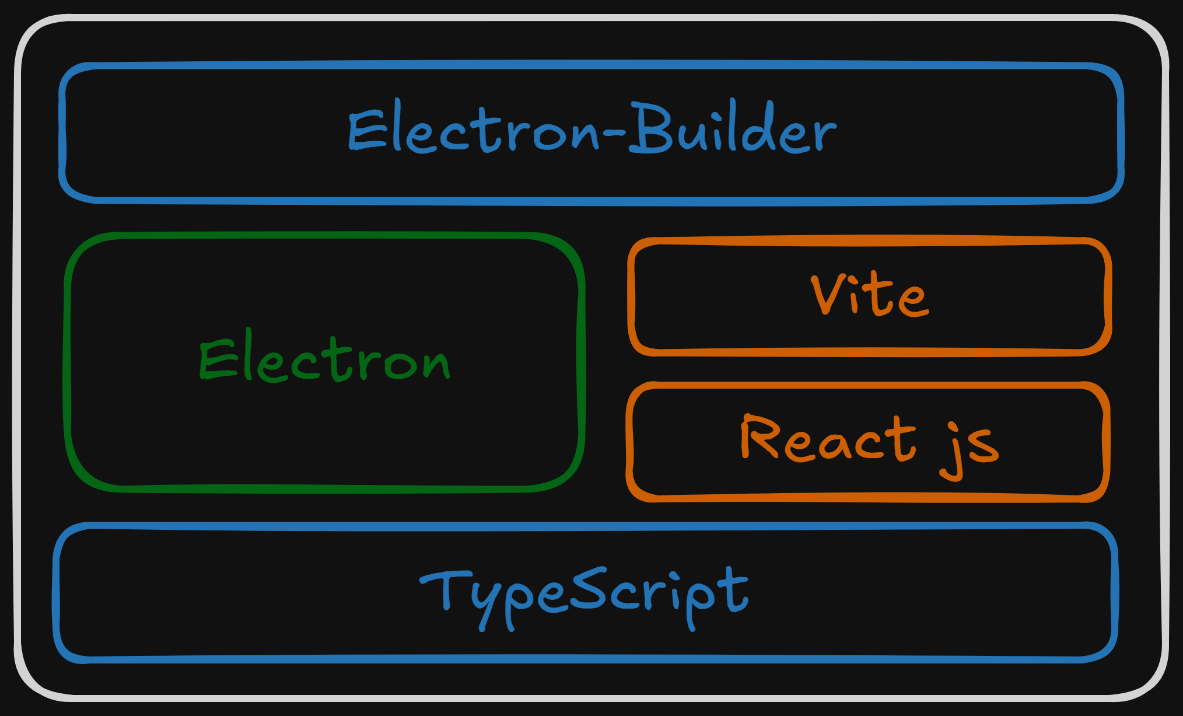 Electron-Builder
Electron
Vite
React js
TypeScript